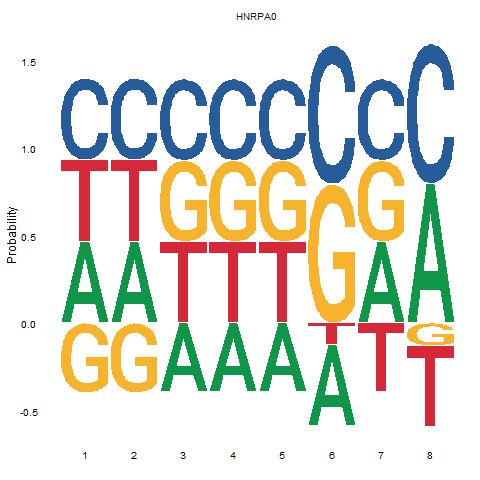 HNRPA0
1.5
1.0
0.5
0.0
-0.5
Probability
C C C C C C C C
T T G G G G G A
A A T T T T A G
G G A A A A T T
1 2 3 4 5 6 7 8